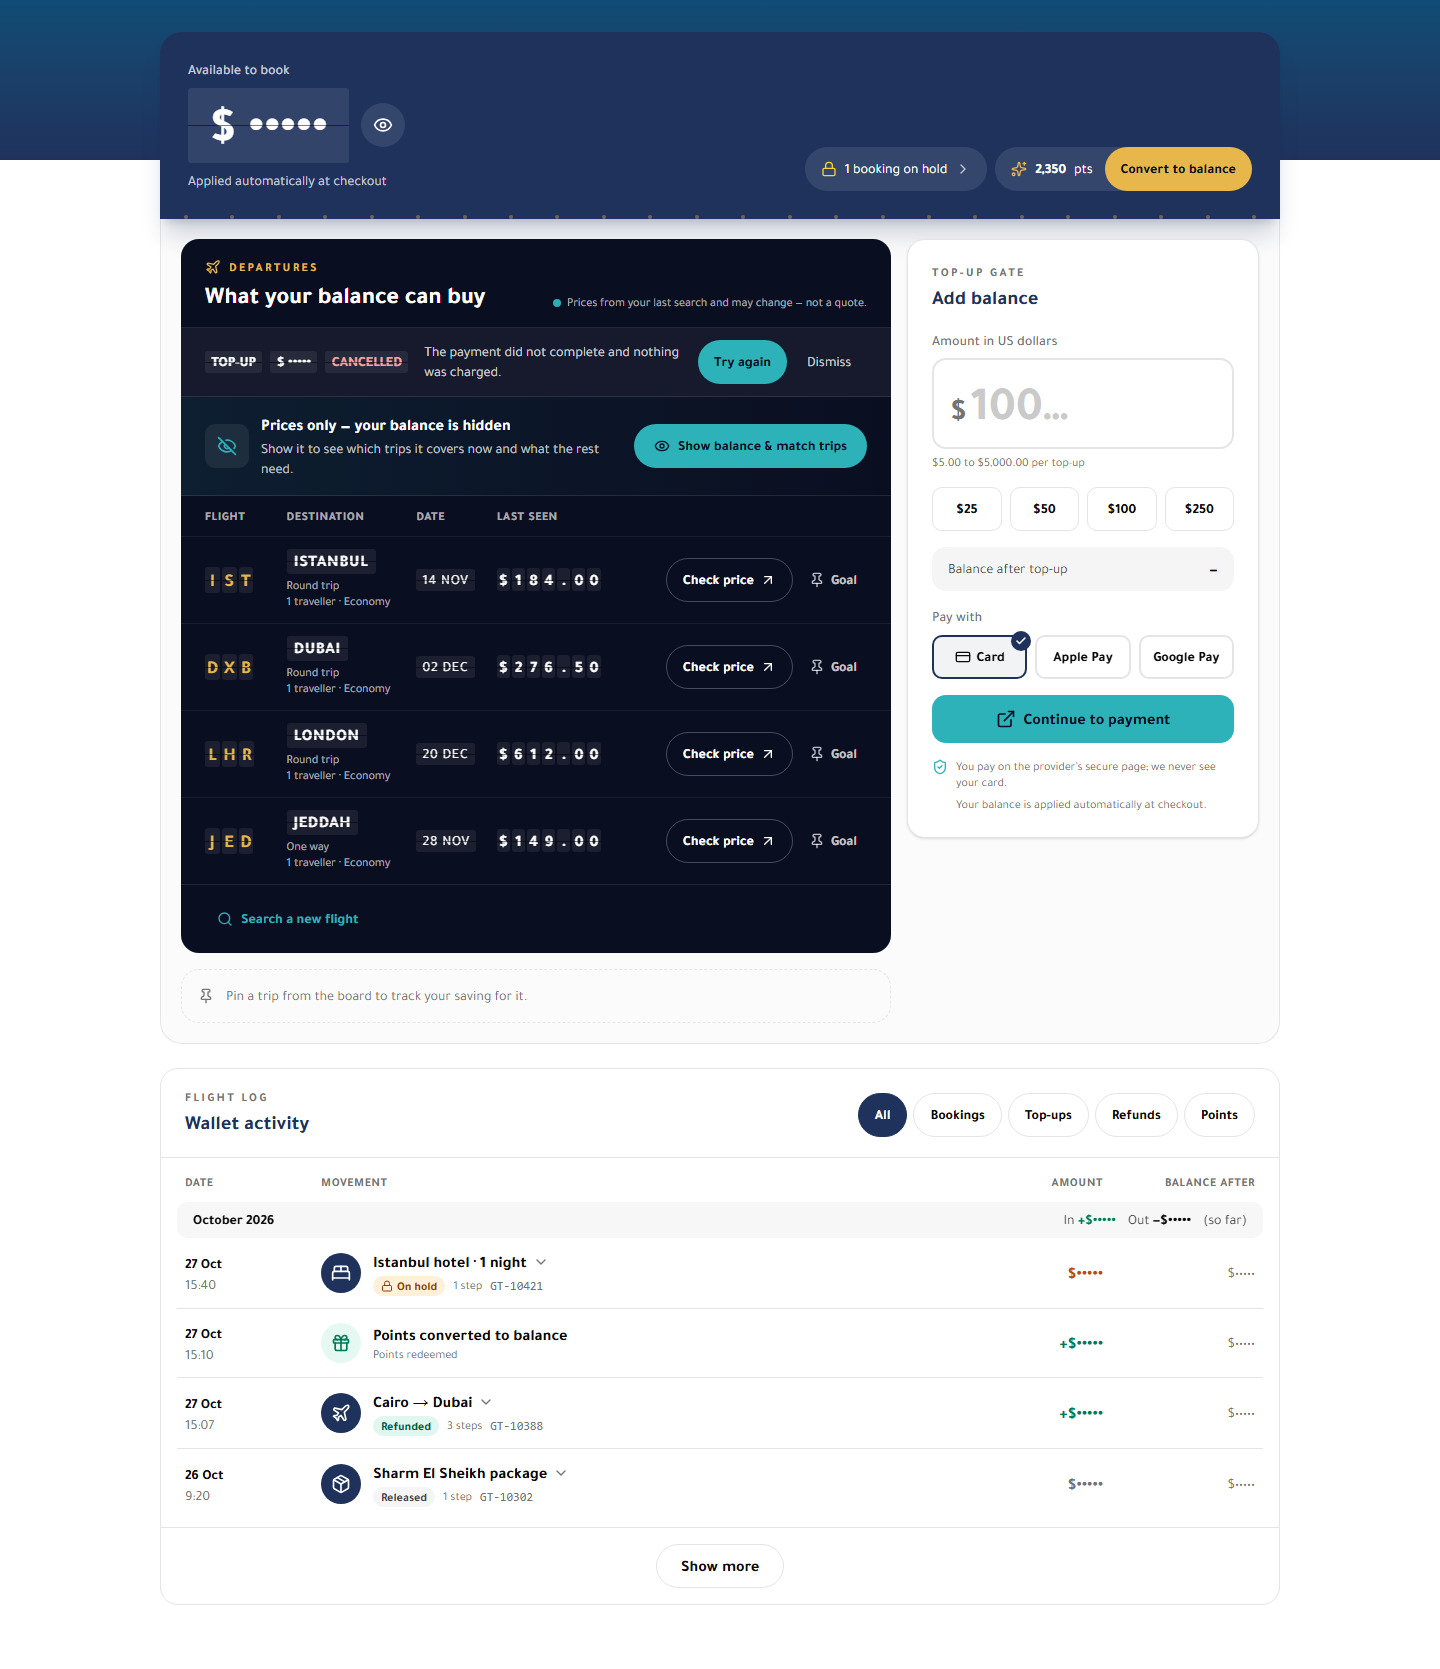 Available to book
$ •••••
Applied automatically at checkout
1 booking on hold
2,350 pts
Convert to balance
DEPARTURES
What your balance can buy
Prices from your last search and may change – not a quote.
TOP-UP $ ••••• CANCELLED
The payment did not complete and nothing
was charged.
Try again
Dismiss
Prices only – your balance is hidden
Show it to see which trips it covers now and what the rest
need.
Show balance & match trips
FLIGHT DESTINATION DATE LAST SEEN
IST
ISTANBUL
Round trip
1 traveller · Economy
14 NOV
$184.00
Check price
Goal
DXB
DUBAI
Round trip
1 traveller · Economy
02 DEC
$276.50
Check price
Goal
LHR
LONDON
Round trip
1 traveller · Economy
20 DEC
$612.00
Check price
Goal
JED
JEDDAH
One way
1 traveller · Economy
28 NOV
$149.00
Check price
Goal
Search a new flight
Pin a trip from the board to track your saving for it.
TOP-UP GATE
Add balance
Amount in US dollars
$ 100...
$5.00 to $5,000.00 per top-up
$25 $50 $100 $250
Balance after top-up –
Pay with
Card Apple Pay Google Pay
Continue to payment
You pay on the provider's secure page; we never see
your card.
Your balance is applied automatically at checkout.
FLIGHT LOG
Wallet activity
All Bookings Top-ups Refunds Points
DATE MOVEMENT AMOUNT BALANCE AFTER
October 2026 In +$••••• Out –$••••• (so far)
27 Oct
15:40
Istanbul hotel · 1 night
On hold 1 step GT-10421
$•••••
$•••••
27 Oct
15:10
Points converted to balance
Points redeemed
+$•••••
$•••••
27 Oct
15:07
Cairo → Dubai
Refunded 3 steps GT-10388
+$•••••
$•••••
26 Oct
9:20
Sharm El Sheikh package
Released 1 step GT-10302
$•••••
$•••••
Show more